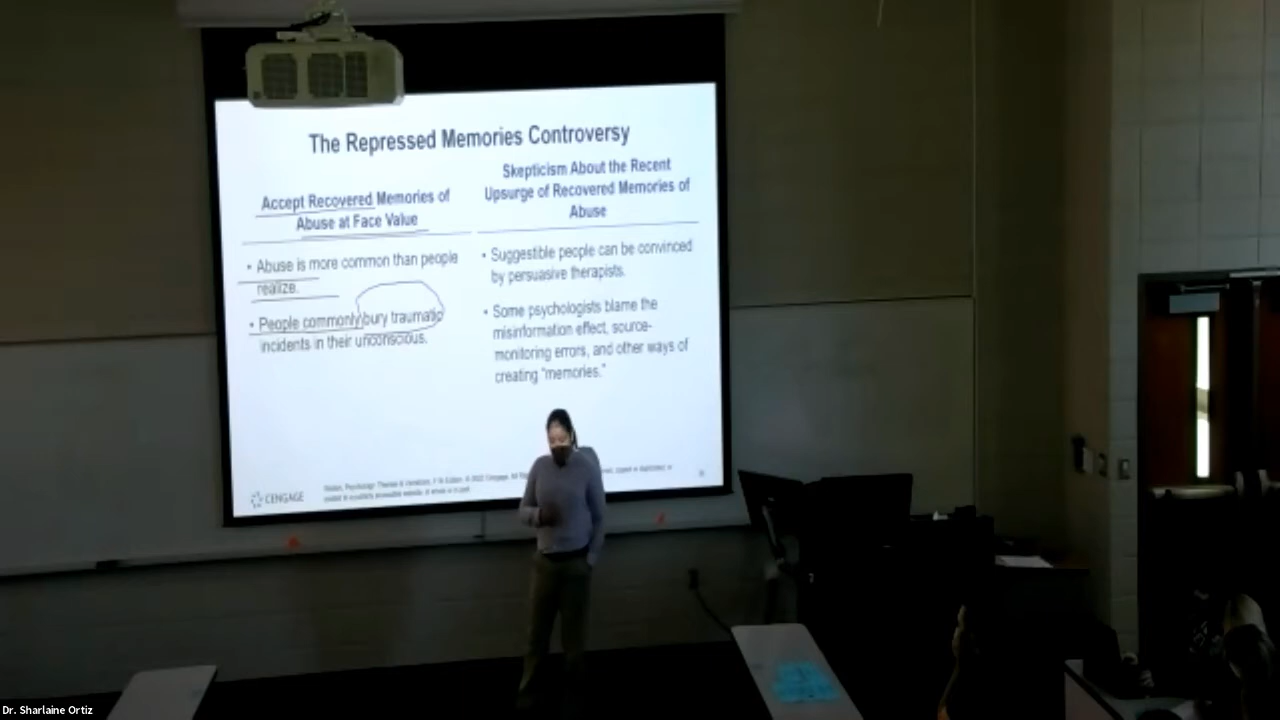 The Repressed Memories Controversy
Accept Recovered Memories of
Abuse at Face Value
• Abuse is more common than people
realize.
• People commonly bury traumatic
incidents in their unconscious.
Skepticism About the Recent
Upsurge of Recovered Memories of
Abuse
• Suggestible people can be convinced
by persuasive therapists.
• Some psychologists blame the
misinformation effect, source-
monitoring errors, and other ways of
creating "memories."
CENGAGE
Dr. Sharlaine Ortiz